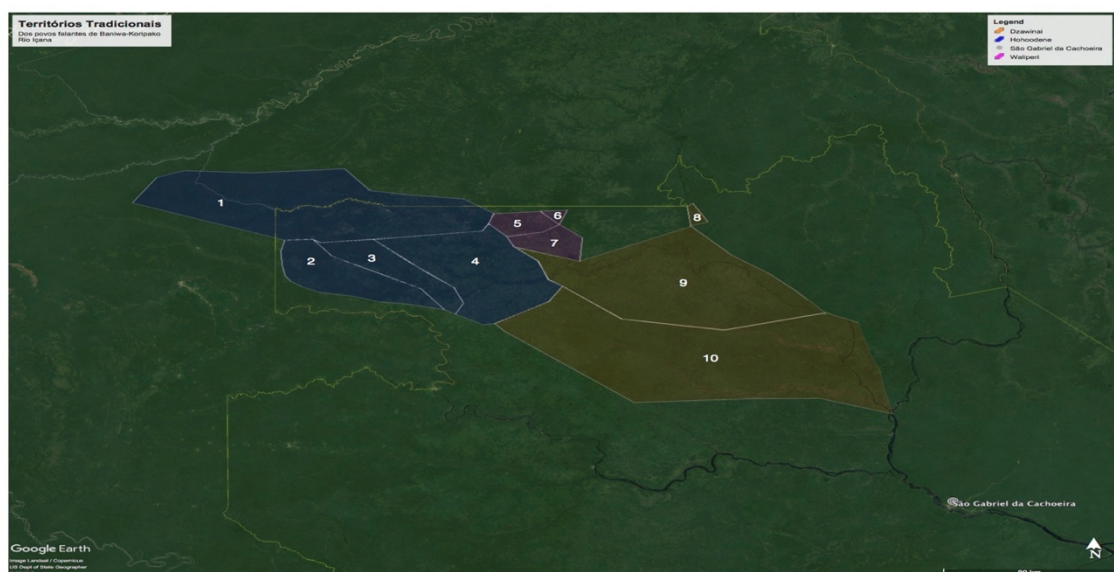 Territórios Tradicionais
Dos povos falantes de Baniwa-Koripako
Rio Içana
Legend
Dzawinai
Hohoodene
São Gabriel da Cachoeira
Waliperi
1
2
3
4
5
6
7
8
9
10
São Gabriel da Cachoeira
Google Earth
Image Landsat / Copernicus
US Dept of State Geographer
N